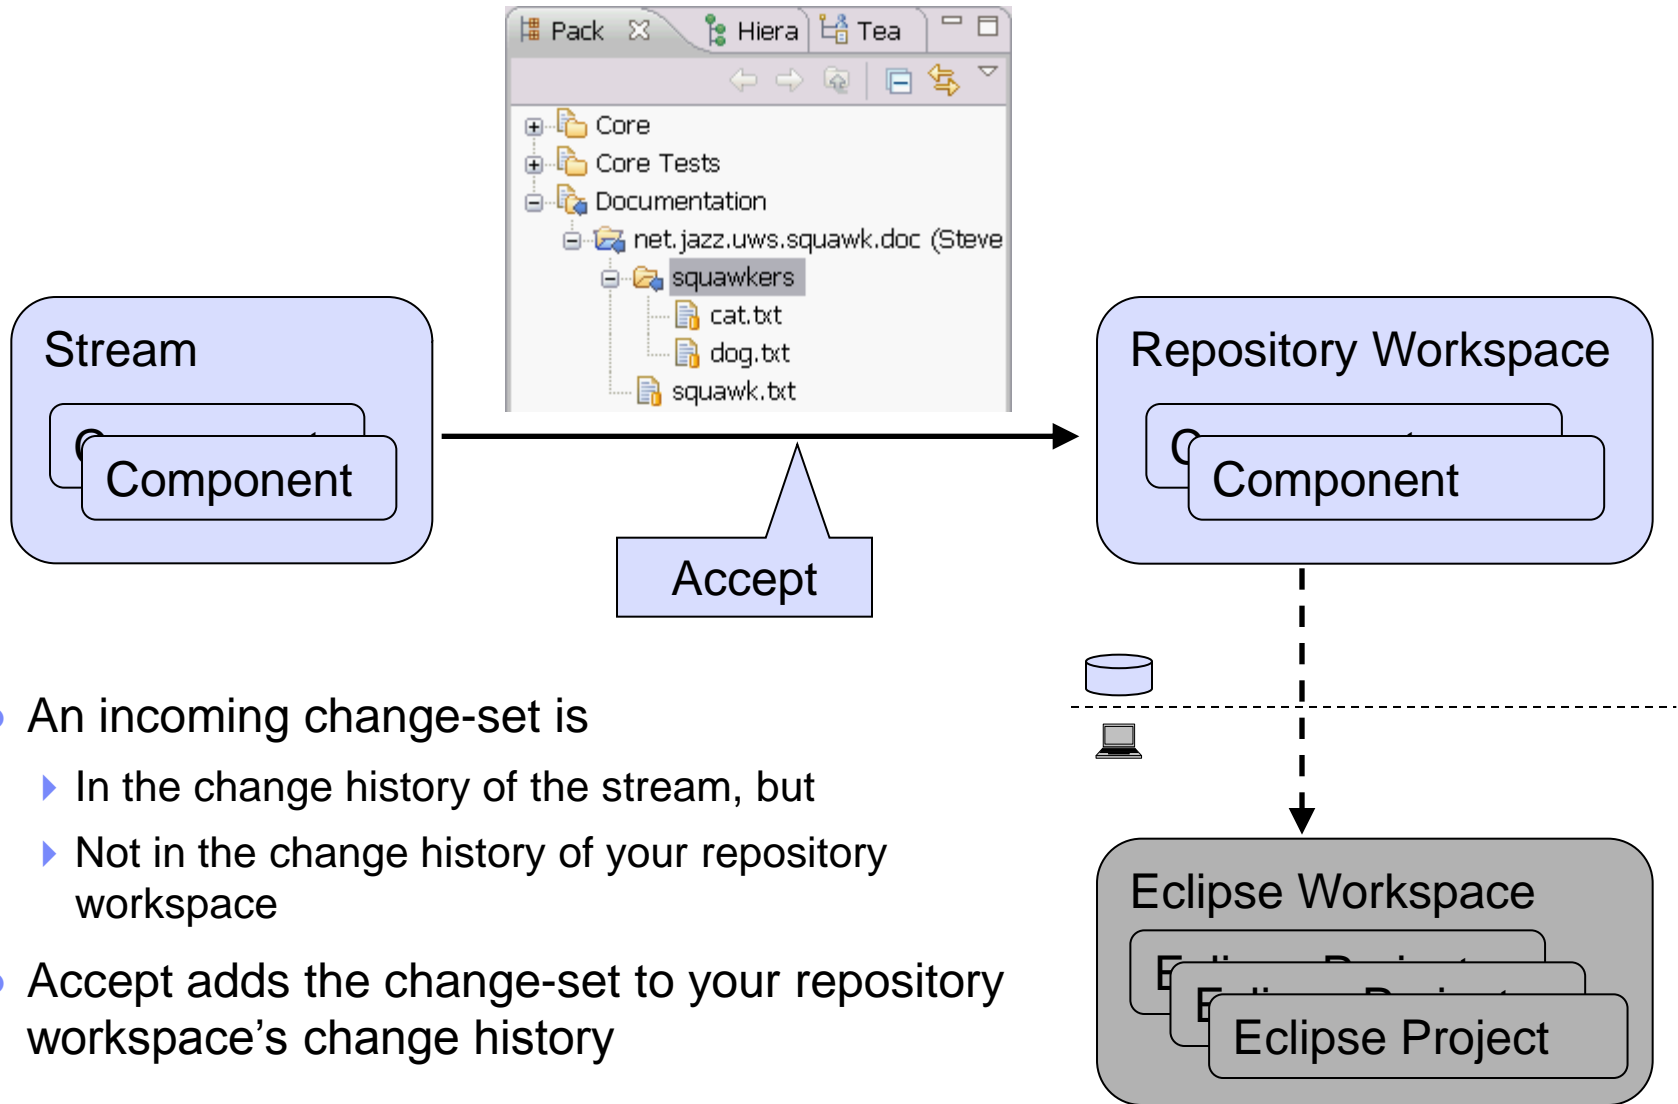 Pack Hiera Tea
Core
Core Tests
Documentation
net.jazz.uws.squawk.doc (Steve
squawkers
cat.txt
dog.txt
squawk.txt
Stream
Component
Accept
Repository Workspace
Component
• An incoming change-set is
In the change history of the stream, but
Not in the change history of your repository
workspace
• Accept adds the change-set to your repository
workspace’s change history
Eclipse Workspace
Eclipse Project